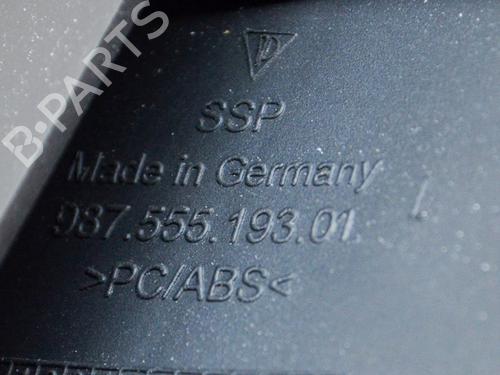 B-PARTS
SSP
Made in Germany
987.555.193.01
>PC/ABS<